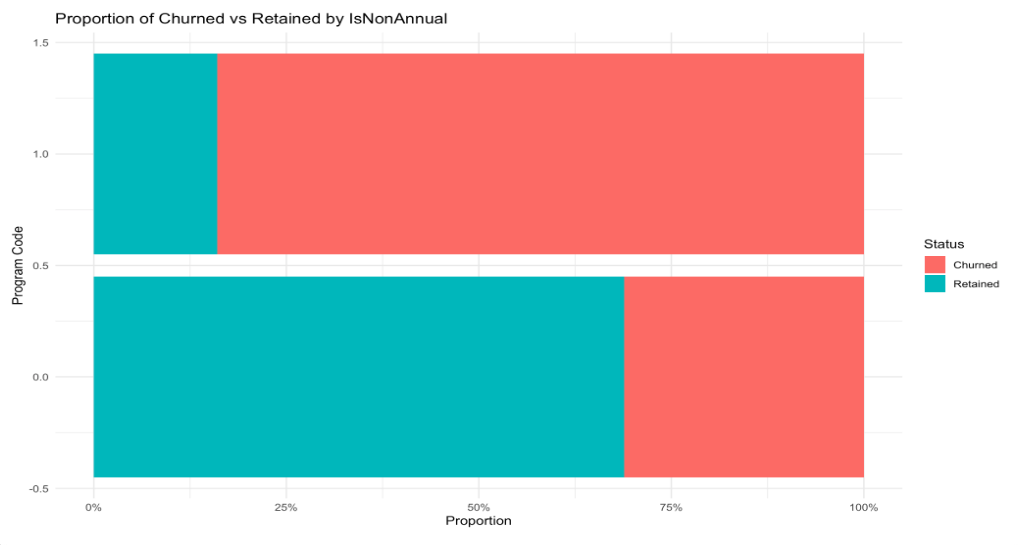 Proportion of Churned vs Retained by IsNonAnnual
1.5
1.0
0.5
0.0
-0.5
Program Code
0%
25%
50%
75%
100%
Proportion
Status
Churned
Retained